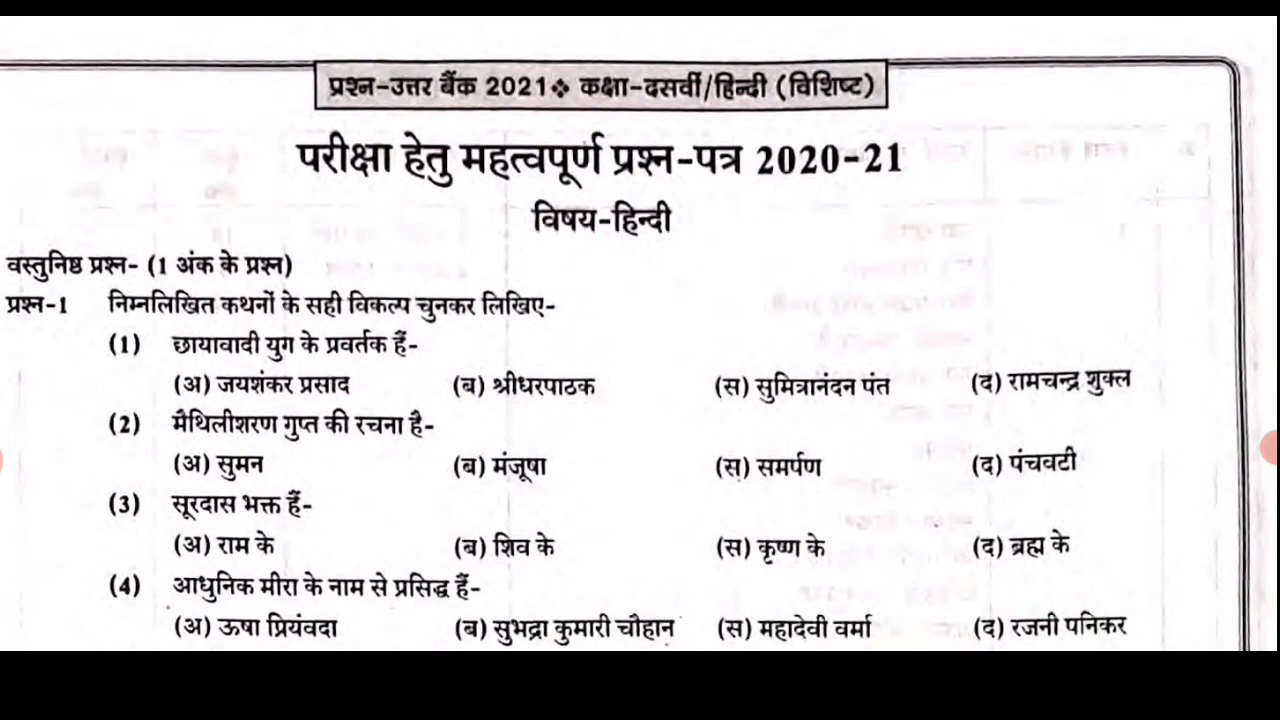 प्रश्न-उत्तर बैंक 2021❖ कक्षा-दसवीं/हिन्दी (विशिष्ट)
परीक्षा हेतु महत्वपूर्ण प्रश्न-पत्र 2020-21
विषय-हिन्दी
वस्तुनिष्ठ प्रश्न- (1 अंक के प्रश्न)
प्रश्न-1 निम्नलिखित कथनों के सही विकल्प चुनकर लिखिए-
(1) छायावादी युग के प्रवर्तक हैं-
(अ) जयशंकर प्रसाद (ब) श्रीधरपाठक (स) सुमित्रानंदन पंत (द) रामचन्द्र शुक्ल
(2) मैथिलीशरण गुप्त की रचना है-
(अ) सुमन (ब) मंजूषा (स) समर्पण (द) पंचवटी
(3) सूरदास भक्त हैं-
(अ) राम के (ब) शिव के (स) कृष्ण के (द) ब्रह्म के
(4) आधुनिक मीरा के नाम से प्रसिद्ध हैं-
(अ) ऊषा प्रियंवदा (ब) सुभद्रा कुमारी चौहान (स) महादेवी वर्मा (द) रजनी पनिकर